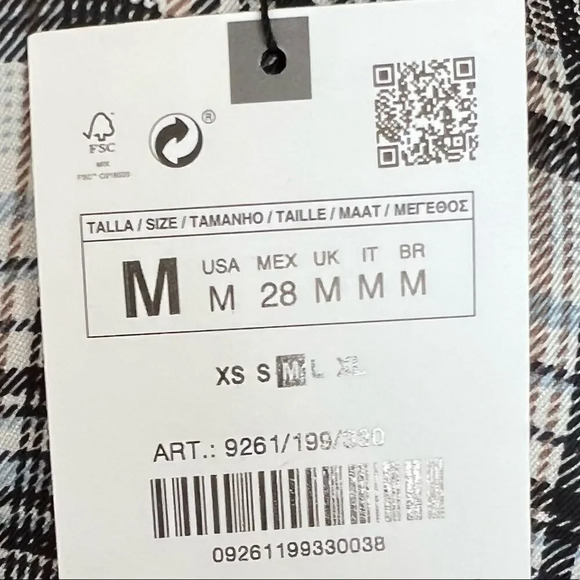 ®
FSC
MIX
TALLA / SIZE / TAMANHO / TAILLE / MAAT / ΜΕΓΕΘΟΣ
M
USA MEX UK IT BR
M 28 M M M
XS S M L XL
ART.: 9261/199/330
09261199330038